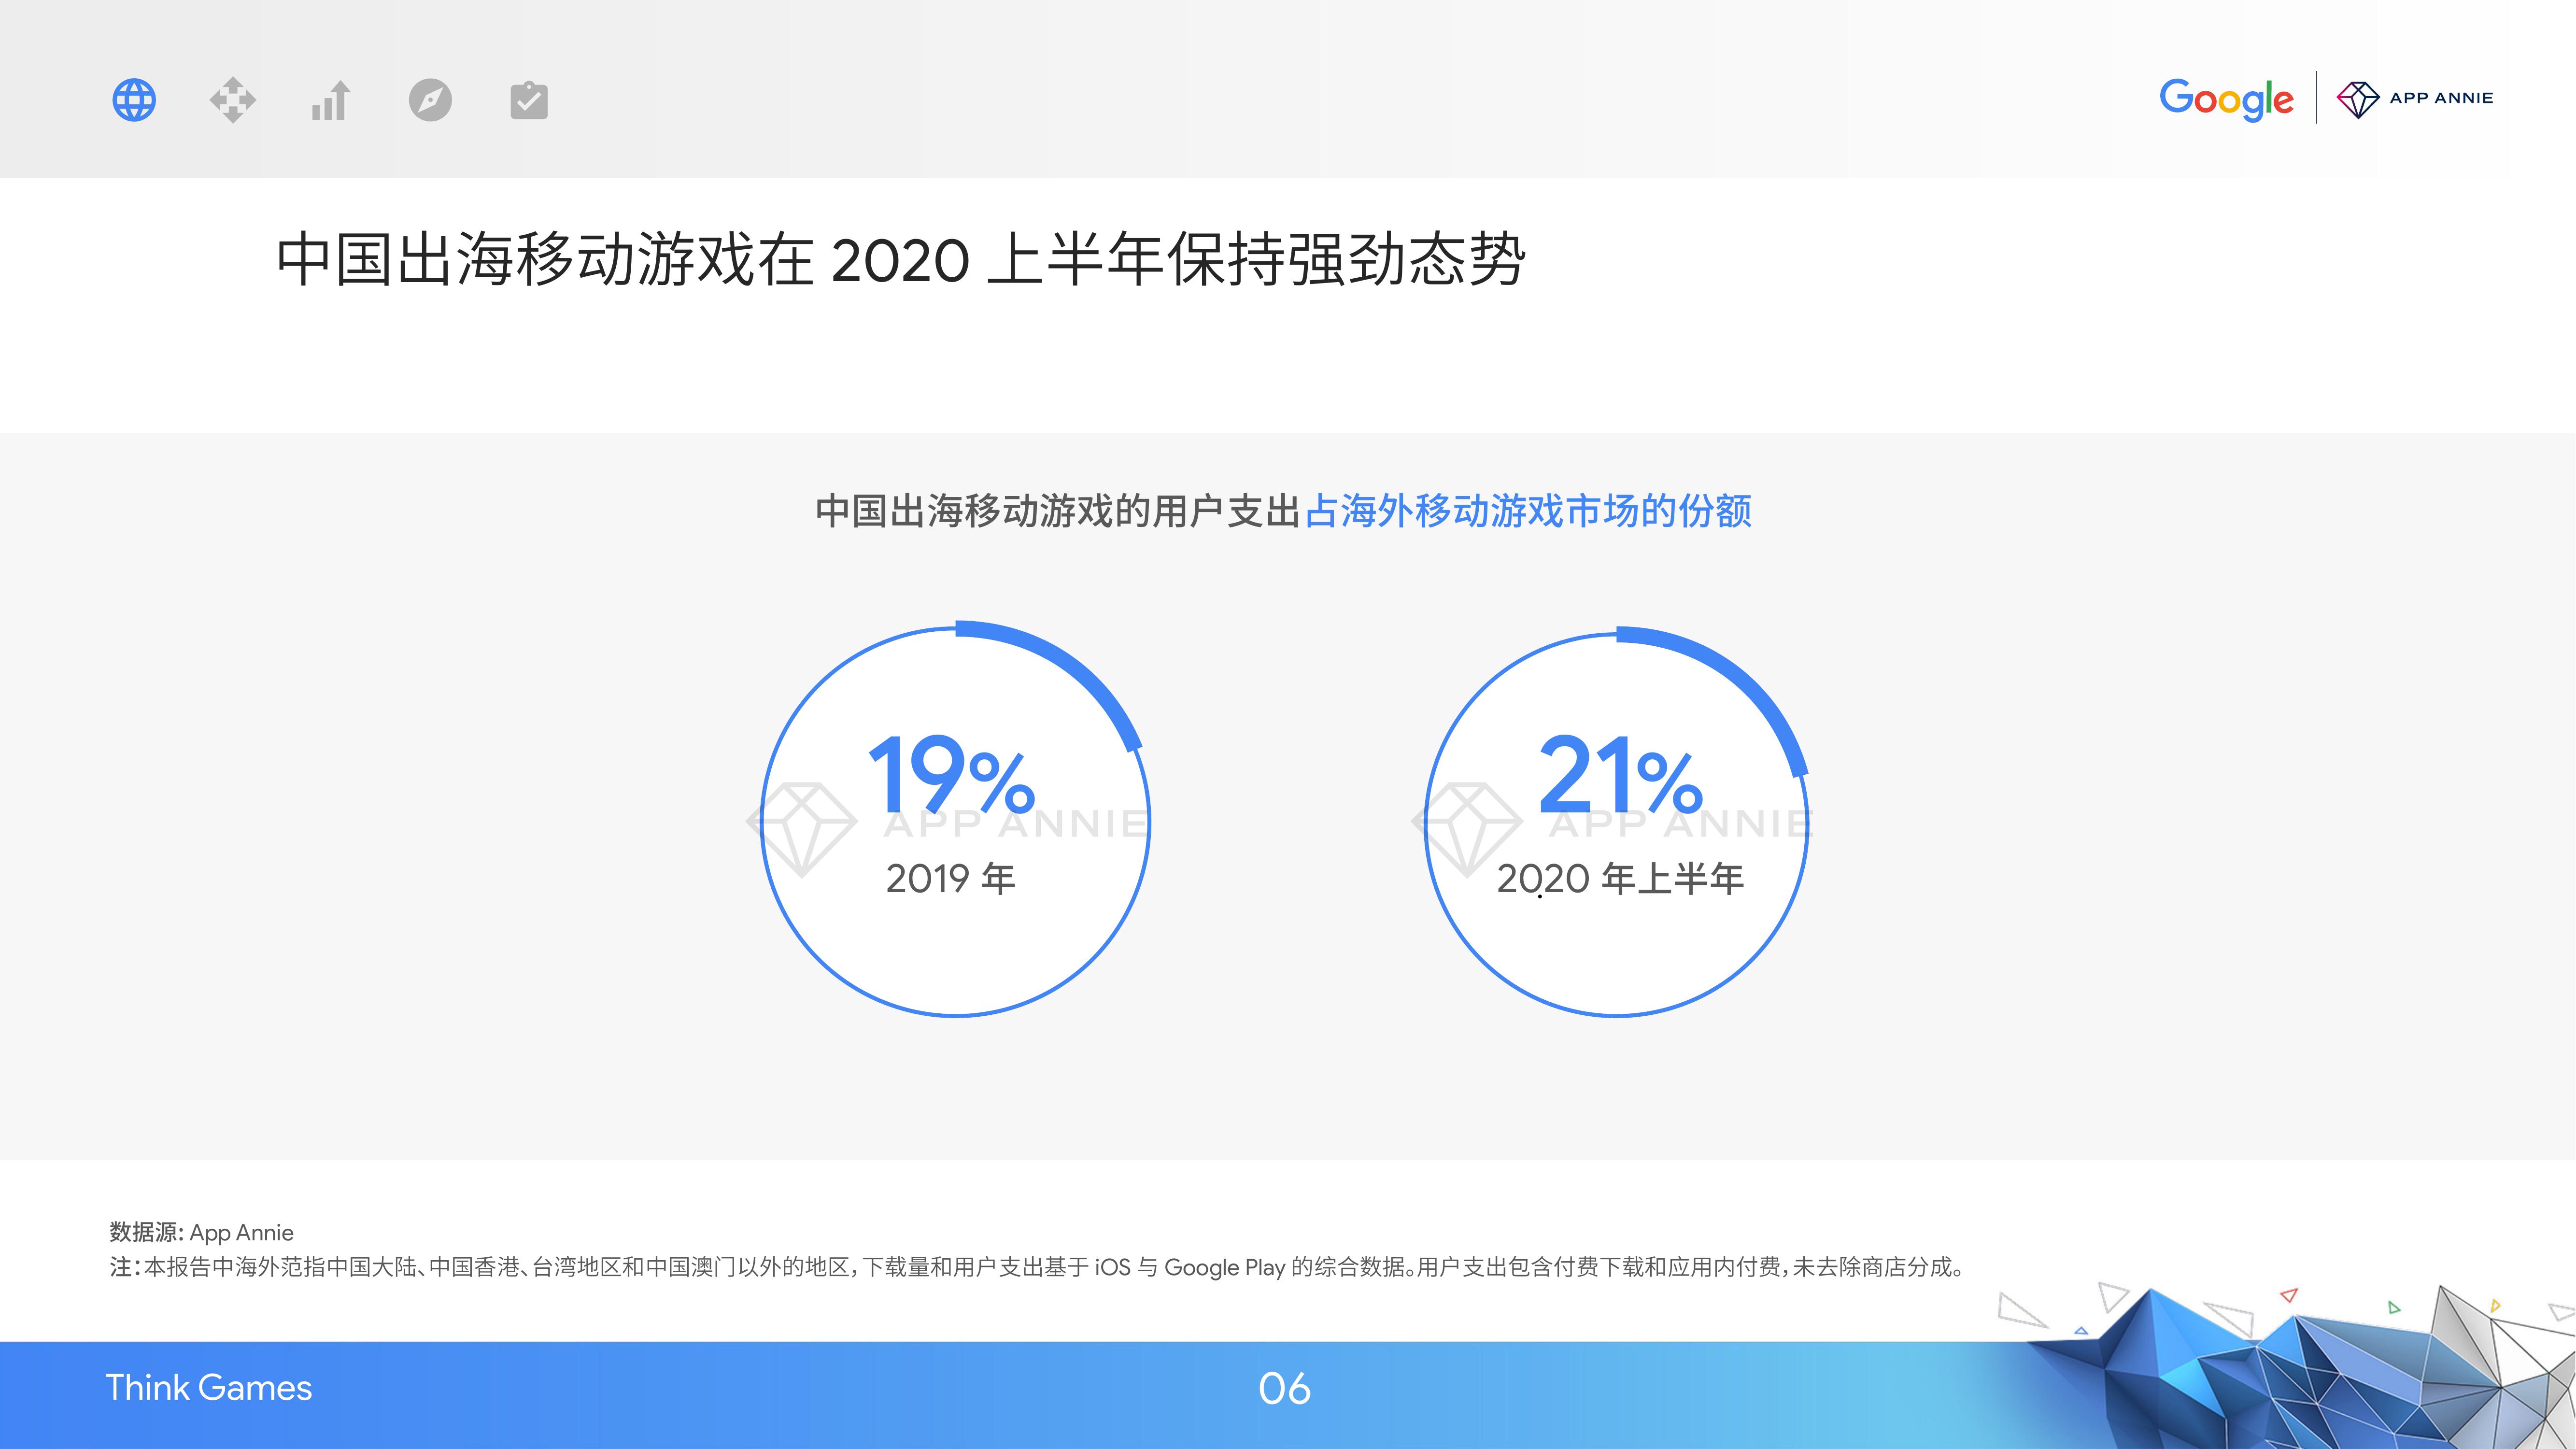 Google
APP ANNIE
中国出海移动游戏在 2020 上半年保持强劲态势
中国出海移动游戏的用户支出占海外移动游戏市场的份额
19%
APP ANNIE
2019 年
21%
APP ANNIE
2020 年上半年
数据源: App Annie
注：本报告中海外范指中国大陆、中国香港、台湾地区和中国澳门以外的地区，下载量和用户支出基于 iOS 与 Google Play 的综合数据。用户支出包含付费下载和应用内付费，未去除商店分成。
Think Games
06